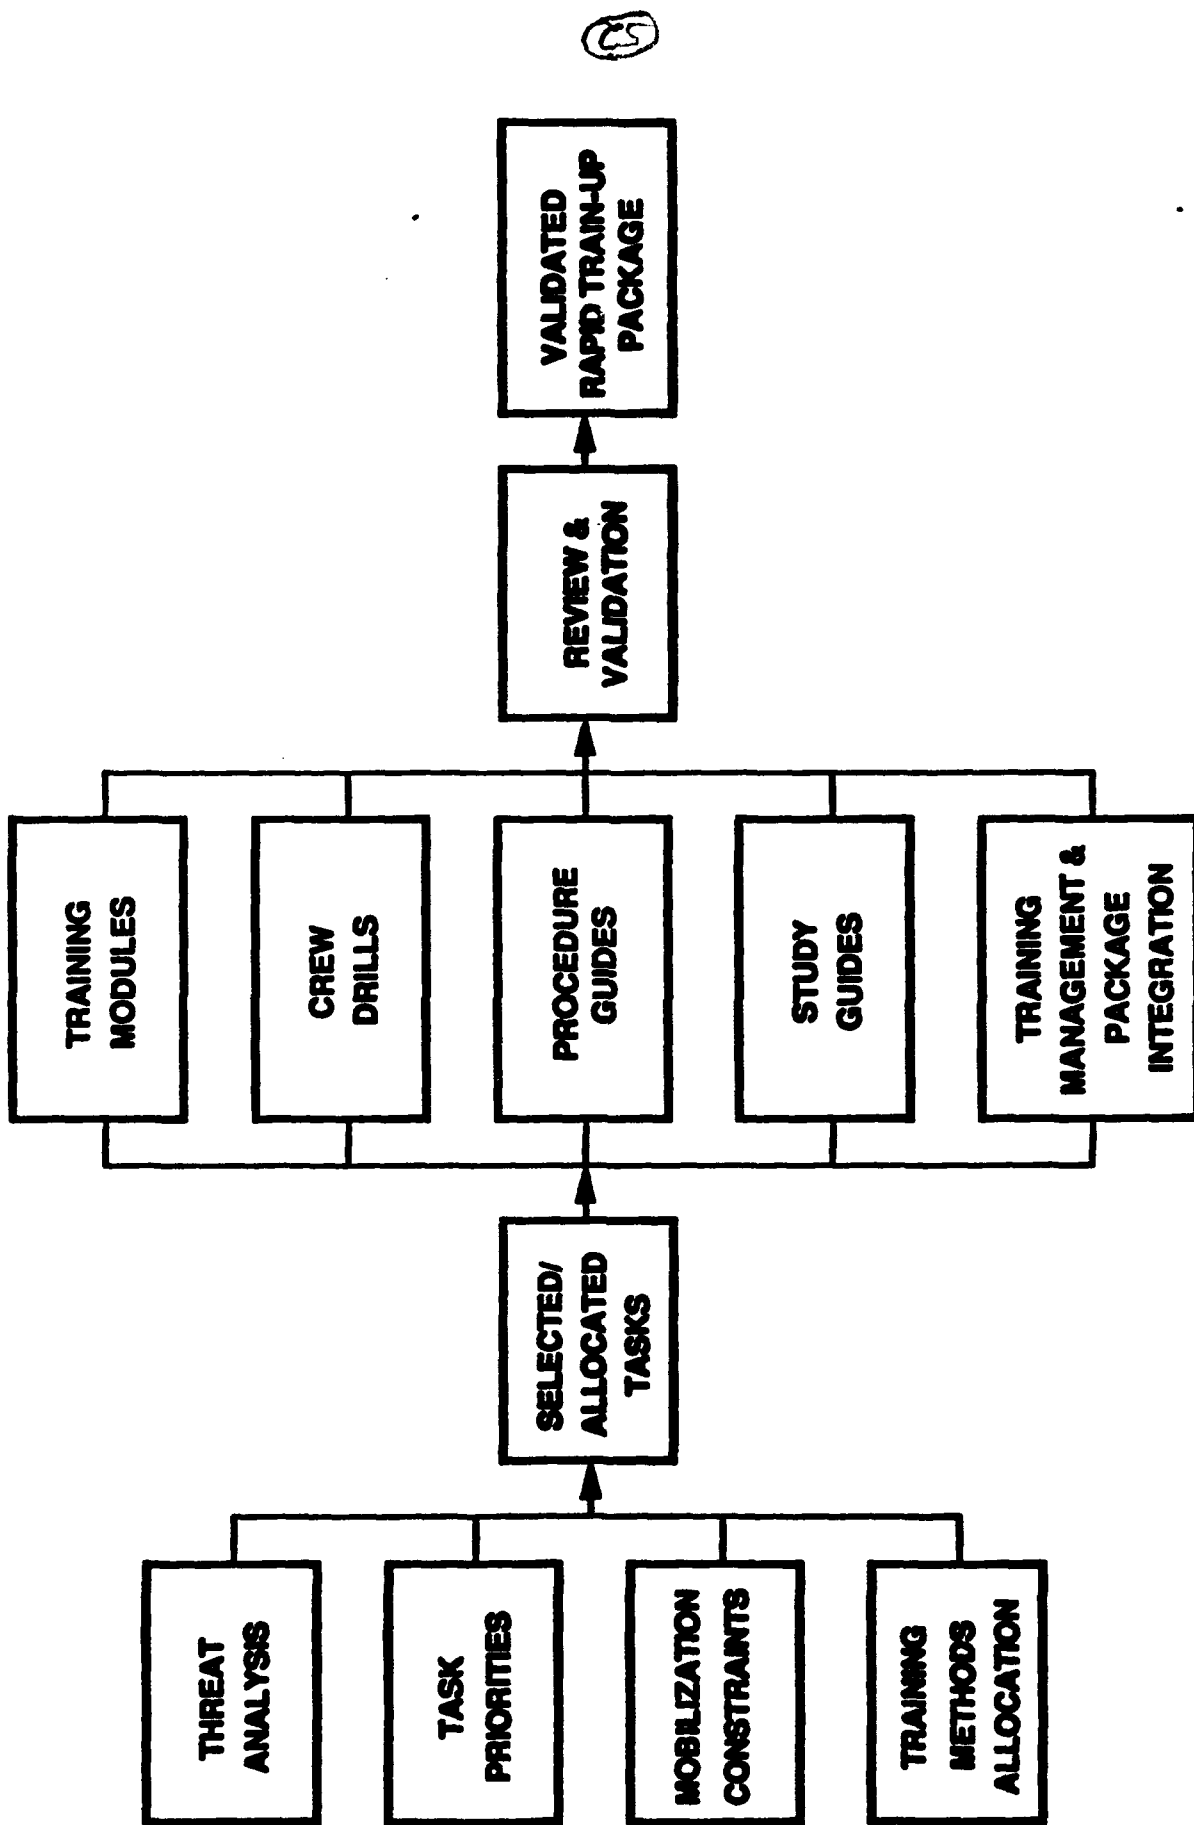 THREAT
ANALYSIS
TASK
PRIORITIES
MOBILIZATION
CONSTRAINTS
TRAINING
METHODS
ALLOCATION
SELECTED/
ALLOCATED
TASKS
TRAINING
MODULES
CREW
DRILLS
PROCEDURE
GUIDES
STUDY
GUIDES
TRAINING
MANAGEMENT &
PACKAGE
INTEGRATION
REVIEW &
VALIDATION
VALIDATED
RAPID TRAIN-UP
PACKAGE